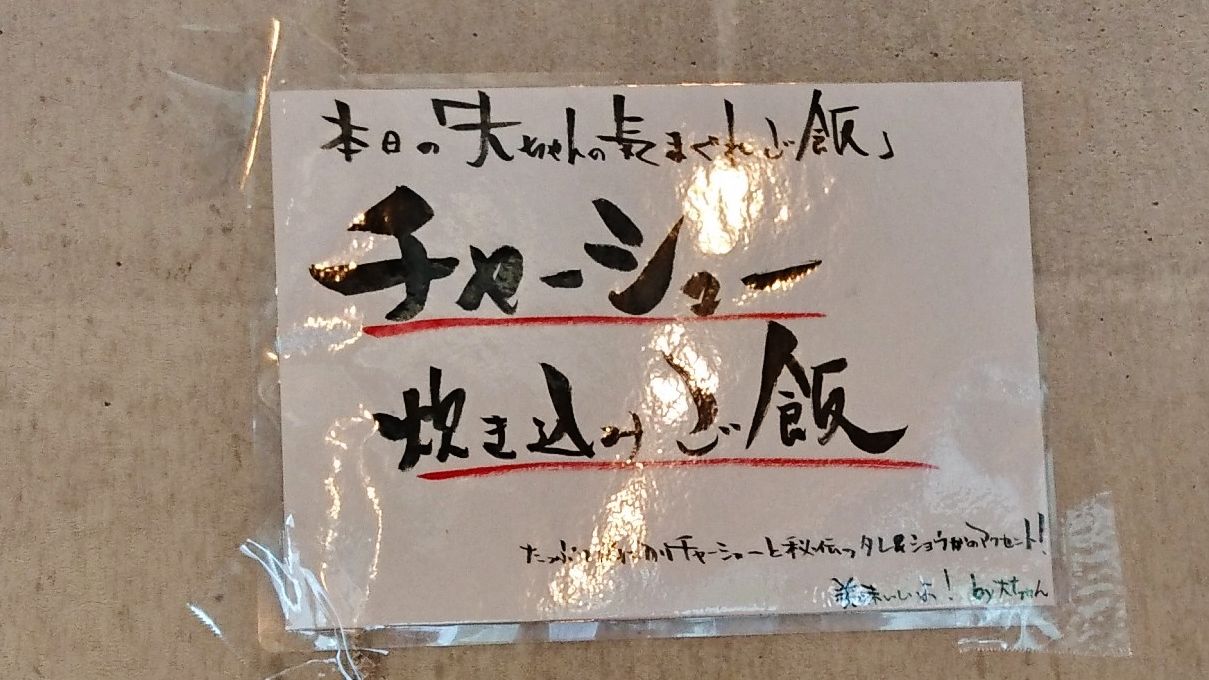 本日の「大ちゃんの気まぐれご飯」
チャーシュー
炊き込みご飯
たっぷり チャーシューと秘伝のタレ&ショウガのアクセント!
美味いよ! by大ちゃん